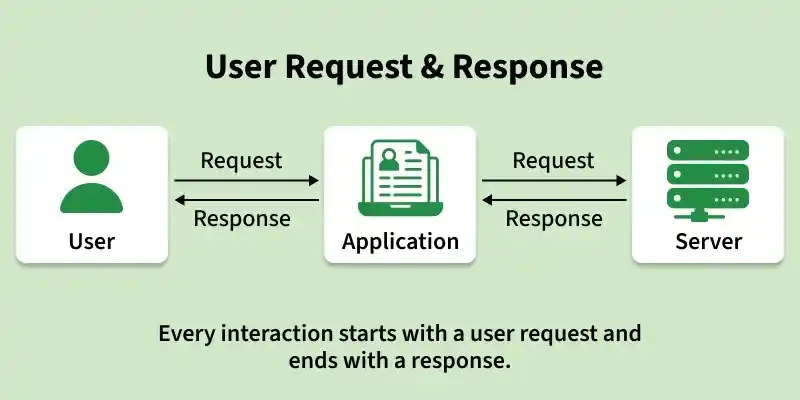 User Request & Response
Request
Request
Response
Response
User
Application
Server
Every interaction starts with a user request and
ends with a response.